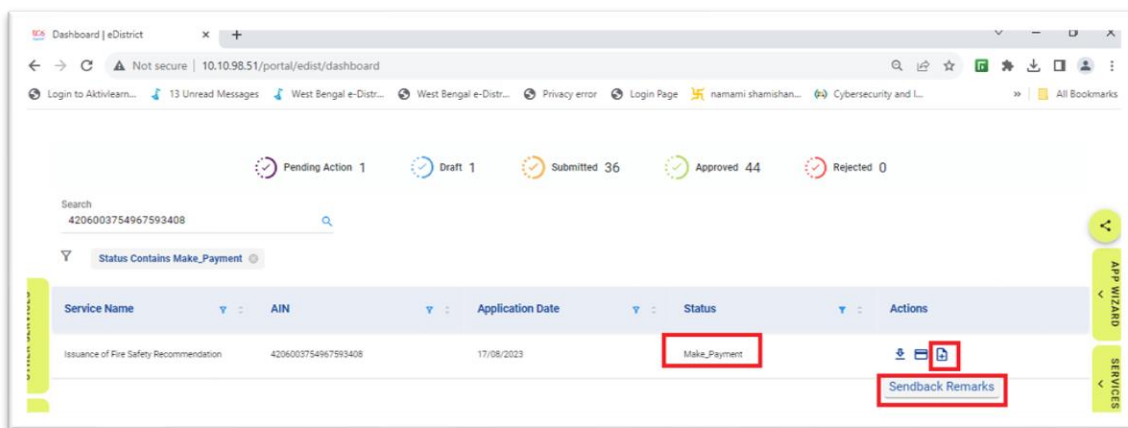 Dashboard | eDistrict
Not secure | 10.10.98.51/portal/edist/dashboard
Login to Aktivlearn... 13 Unread Messages West Bengal e-Distr... West Bengal e-Distr... Privacy error Login Page namami shamishan... Cybersecurity and I... » All Bookmarks
Pending Action 1 Draft 1 Submitted 36 Approved 44 Rejected 0
Search
4206003754967593408
Status Contains Make_Payment
APP WIZARD
Service Name AIN Application Date Status Actions
Issuance of Fire Safety Recommendation 4206003754967593408 17/08/2023 Make_Payment
Sendback Remarks
SERVICES